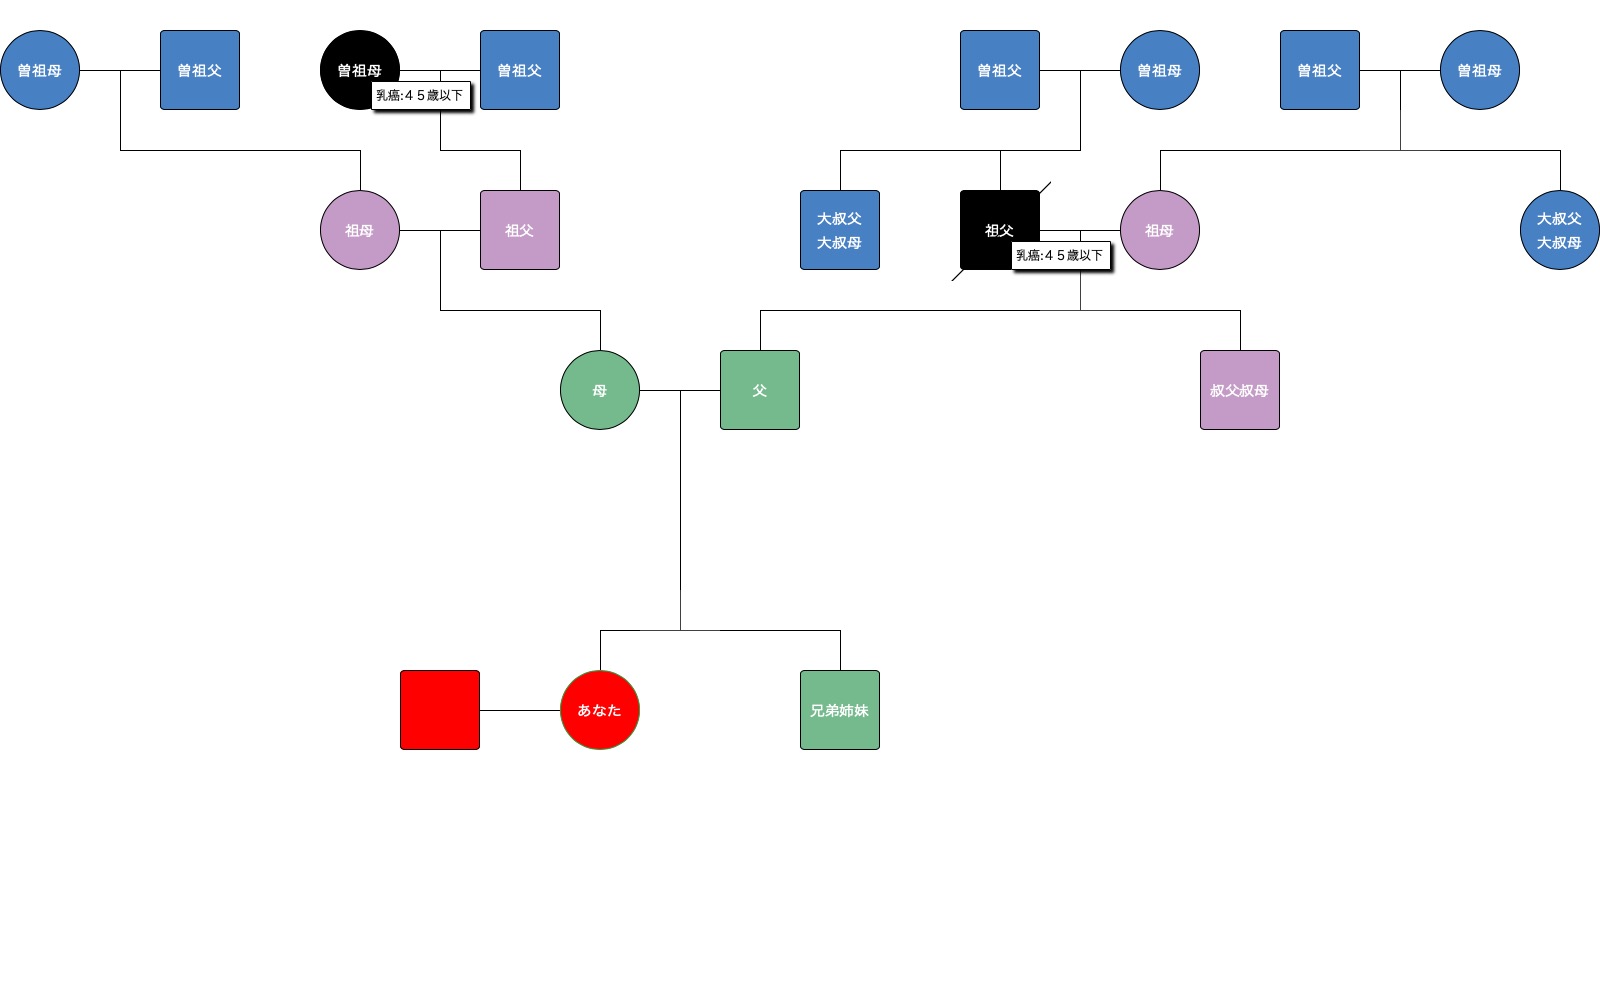 曽祖母
曽祖父
曽祖母
曽祖父
曽祖父
曽祖母
曽祖父
曽祖母
乳癌:４５歳以下
祖母
祖父
大叔父
大叔母
祖父
祖母
大叔父
大叔母
乳癌:４５歳以下
母
父
叔父叔母
あなた
兄弟姉妹